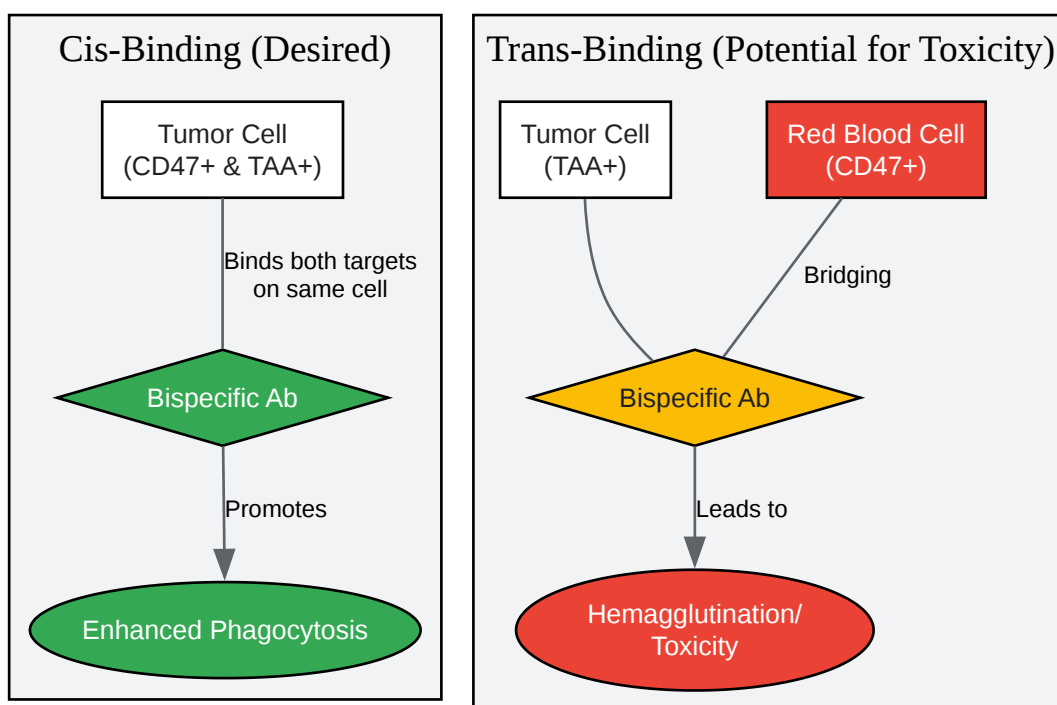 Cis-Binding (Desired)
Tumor Cell
(CD47+ & TAA+)
Binds both targets
on same cell
Bispecific Ab
Promotes
Enhanced Phagocytosis
Trans-Binding (Potential for Toxicity)
Tumor Cell
(TAA+)
Red Blood Cell
(CD47+)
Bridging
Bispecific Ab
Leads to
Hemagglutination/
Toxicity